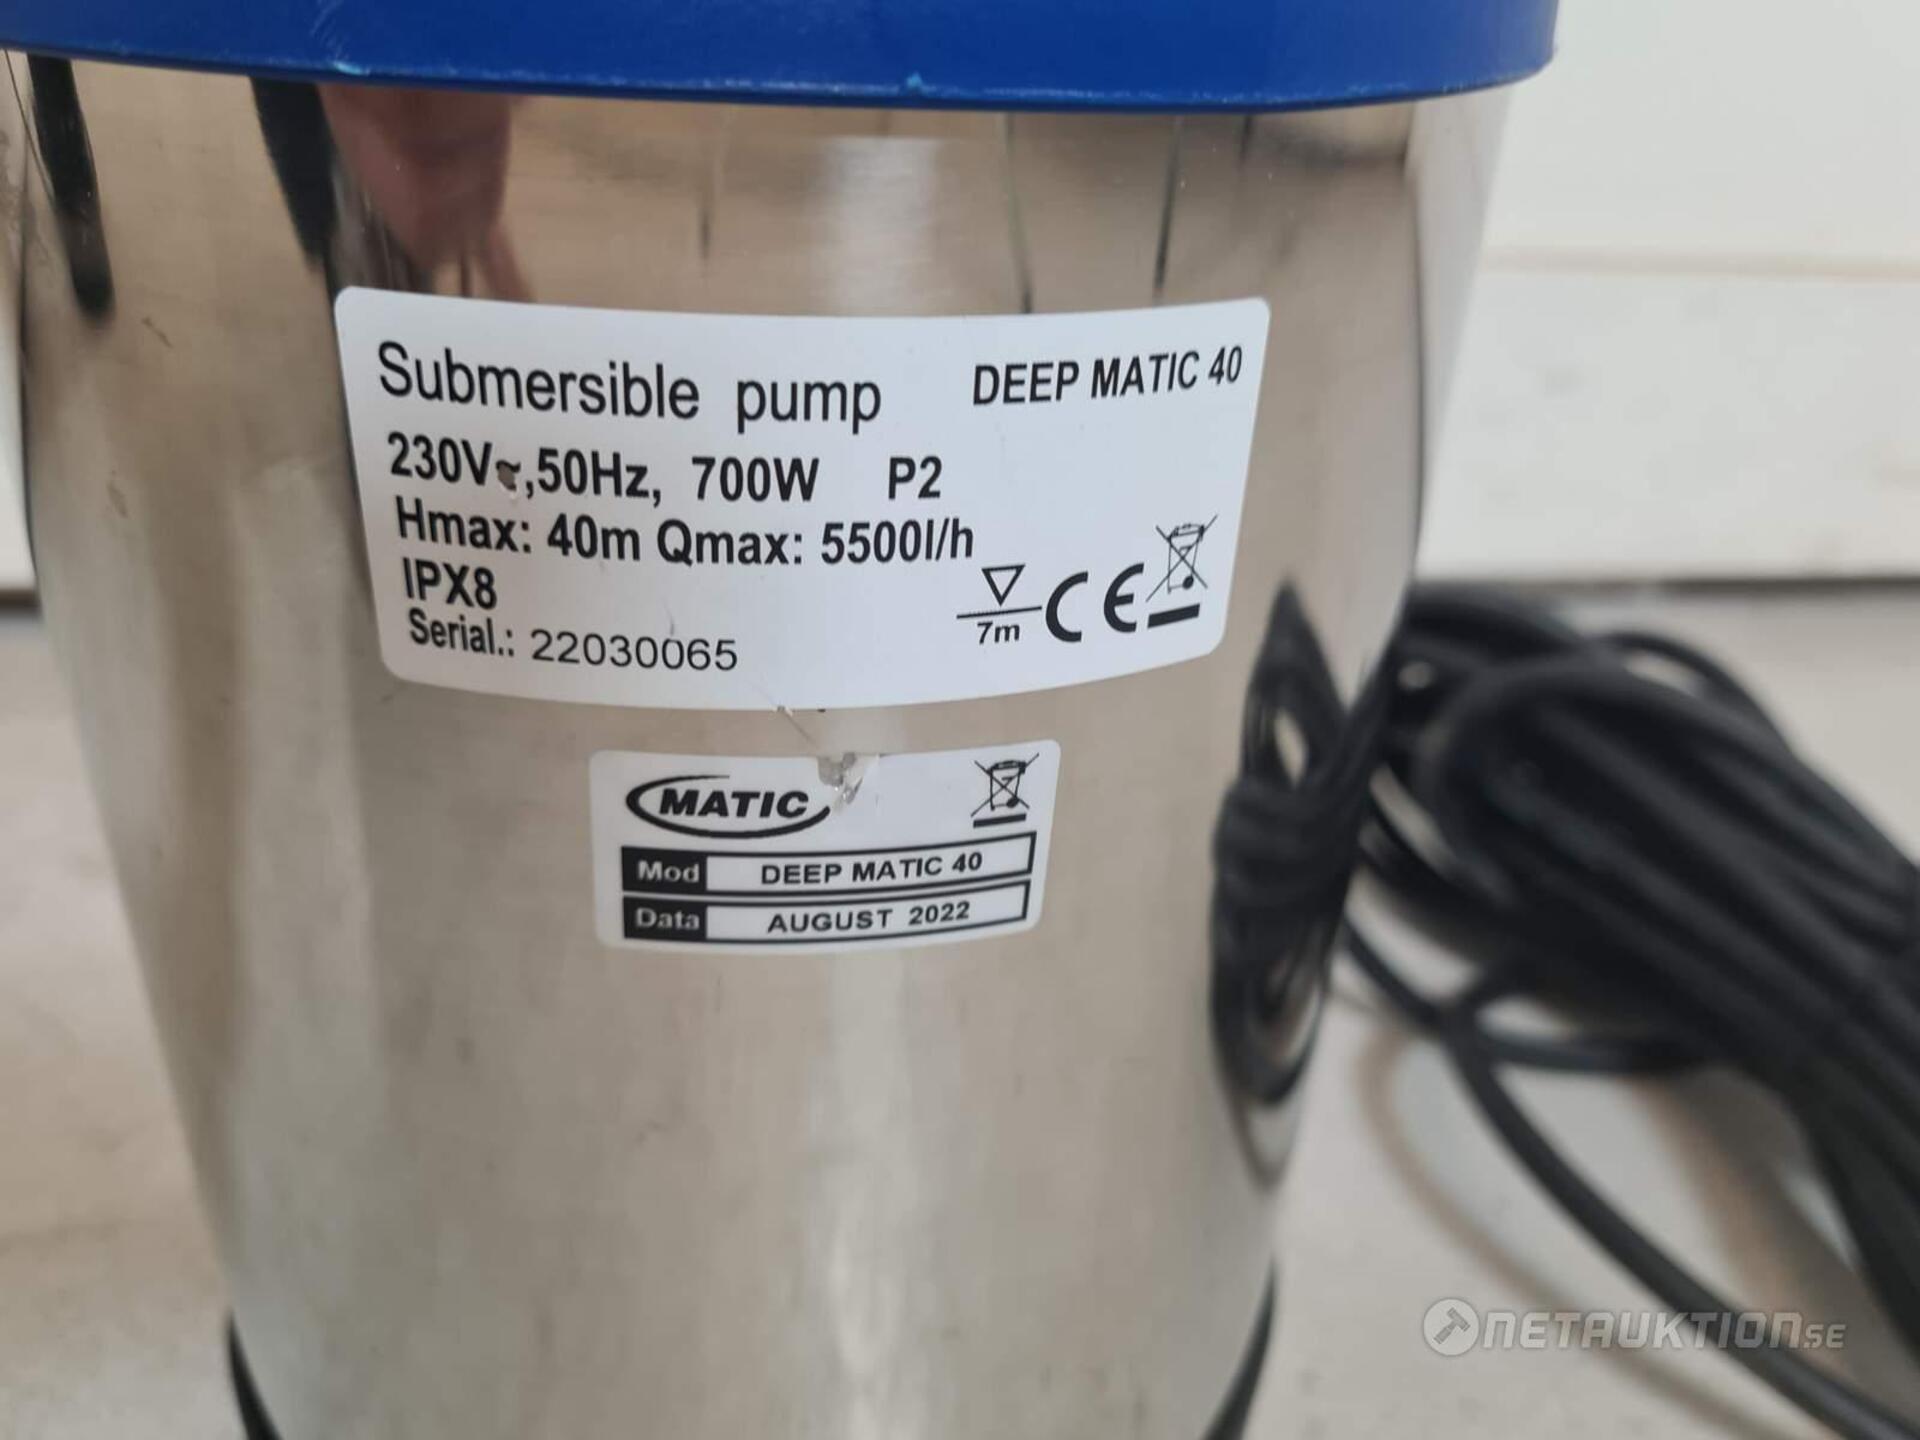 Submersible pump DEEP MATIC 40
230V~,50Hz, 700W P2
Hmax: 40m Qmax: 5500l/h
IPX8
7m CE
Serial.: 22030065
MATIC
Mod DEEP MATIC 40
Data AUGUST 2022
NETAUKTION.SE